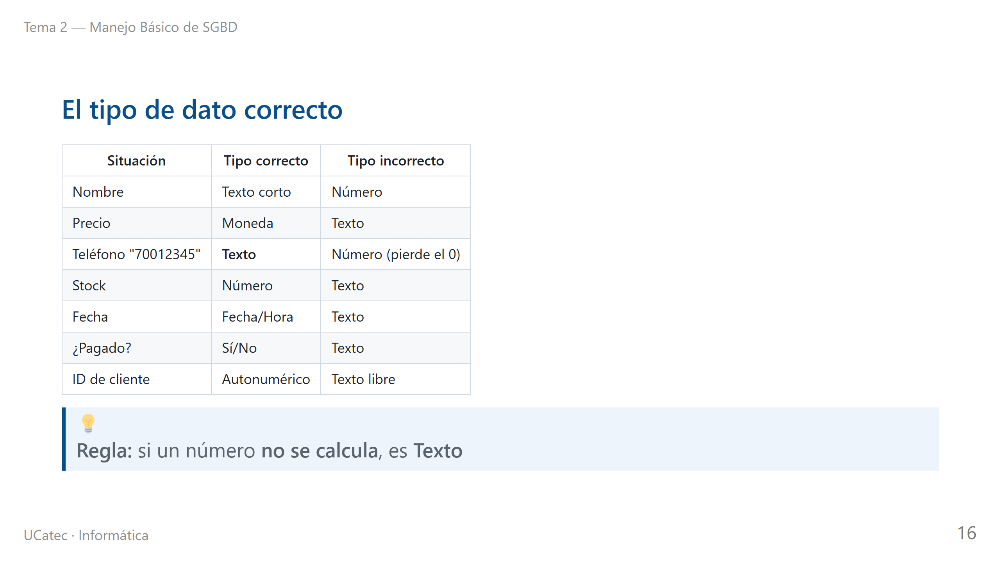 Tema 2 — Manejo Básico de SGBD
El tipo de dato correcto
Situación Tipo correcto Tipo incorrecto
Nombre Texto corto Número
Precio Moneda Texto
Teléfono "70012345" Texto Número (pierde el 0)
Stock Número Texto
Fecha Fecha/Hora Texto
¿Pagado? Sí/No Texto
ID de cliente Autonumérico Texto libre
Regla: si un número no se calcula, es Texto
UCatec · Informática
16